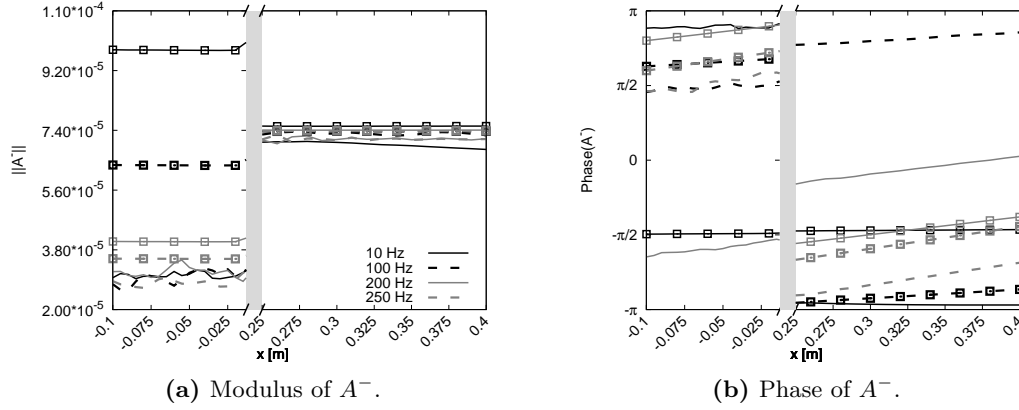 1.10*10-4
9.20*10-5
7.40*10-5
5.60*10-5
3.80*10-5
2.00*10-5
||A-||
-0.1
-0.075
-0.05
-0.025
0.25
0.275
0.3
0.325
0.35
0.375
0.4
x [m]
10 Hz
100 Hz
200 Hz
250 Hz
(a) Modulus of A−.
π
π/2
0
-π/2
-π
Phase(A-)
-0.1
-0.075
-0.05
-0.025
0.25
0.275
0.3
0.325
0.35
0.375
0.4
x [m]
(b) Phase of A−.